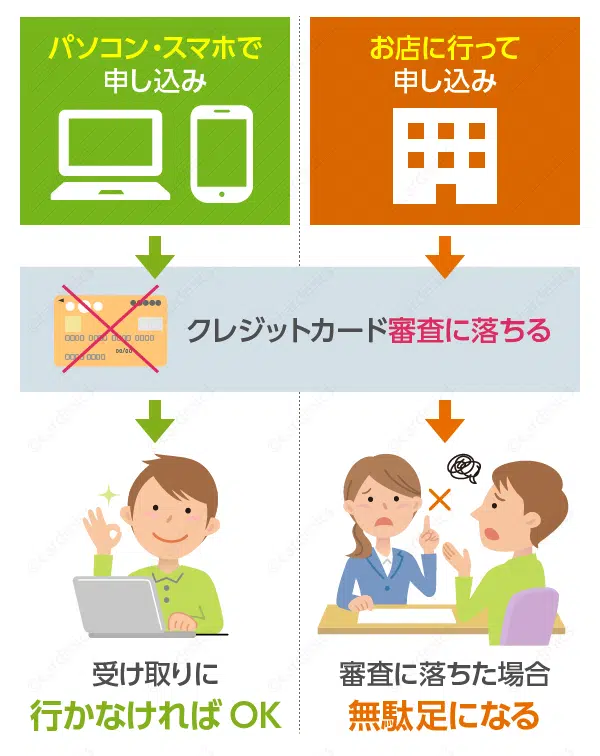 パソコン・スマホで
申し込み
お店に行って
申し込み
クレジットカード審査に落ちる
00/00
受け取りに
行かなければ OK
審査に落ちた場合
無駄足になる